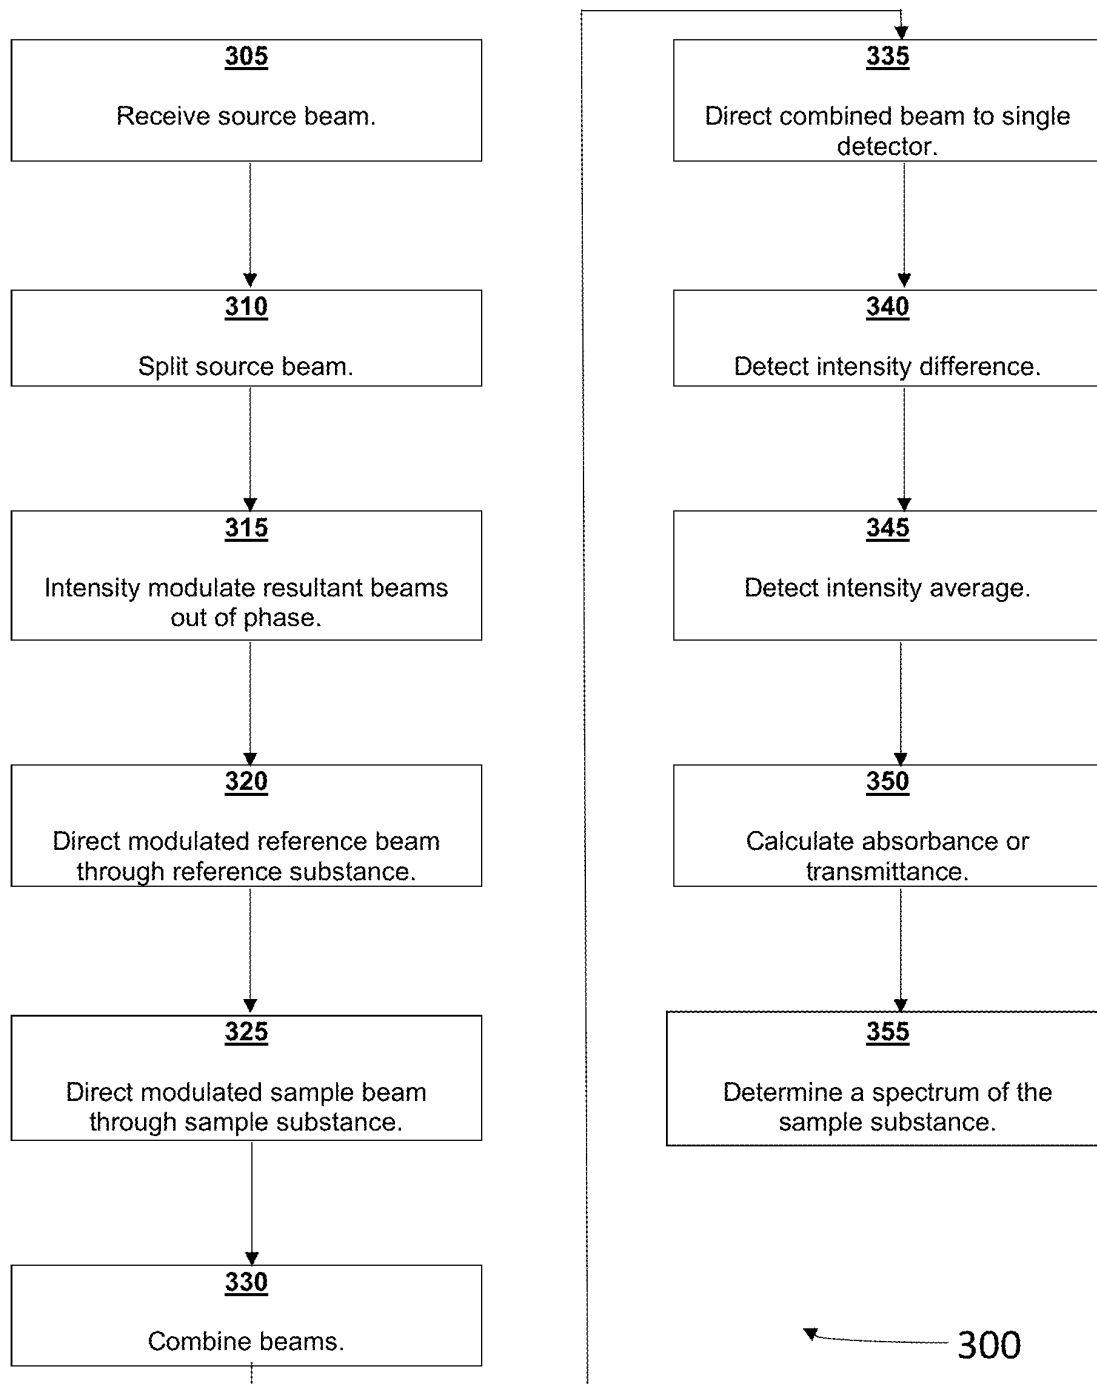 305
Receive source beam.
310
Split source beam.
315
Intensity modulate resultant beams
out of phase.
320
Direct modulated reference beam
through reference substance.
325
Direct modulated sample beam
through sample substance.
330
Combine beams.
335
Direct combined beam to single
detector.
340
Detect intensity difference.
345
Detect intensity average.
350
Calculate absorbance or
transmittance.
355
Determine a spectrum of the
sample substance.
300